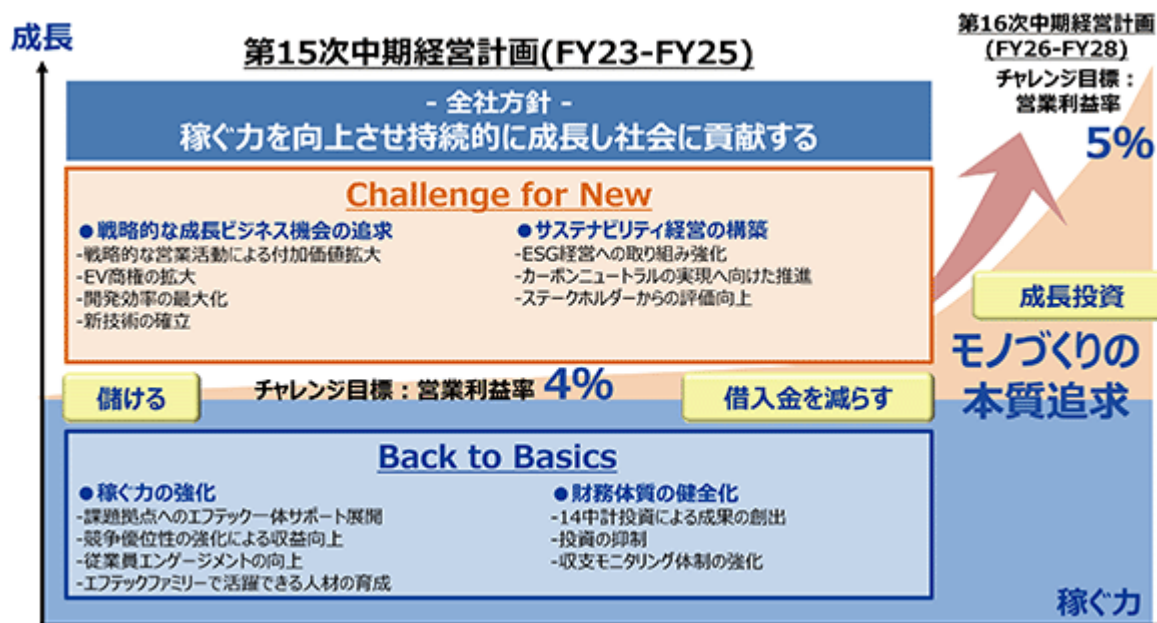 成長
第15次中期経営計画(FY23-FY25)
第16次中期経営計画
(FY26-FY28)
チャレンジ目標：
営業利益率
5%
- 全社方針 -
稼ぐ力を向上させ持続的に成長し社会に貢献する
Challenge for New
●戦略的な成長ビジネス機会の追求
-戦略的な営業活動による付加価値拡大
-EV商権の拡大
-開発効率の最大化
-新技術の確立
●サステナビリティ経営の構築
-ESG経営への取り組み強化
-カーボンニュートラルの実現へ向けた推進
-ステークホルダーからの評価向上
成長投資
モノづくりの
本質追求
儲ける
チャレンジ目標：営業利益率 4%
借入金を減らす
Back to Basics
●稼ぐ力の強化
-課題拠点へのエフテック一体サポート展開
-競争優位性の強化による収益向上
-従業員エンゲージメントの向上
-エフテックファミリーで活躍できる人材の育成
●財務体質の健全化
-14中計投資による成果の創出
-投資の抑制
-収支モニタリング体制の強化
稼ぐ力